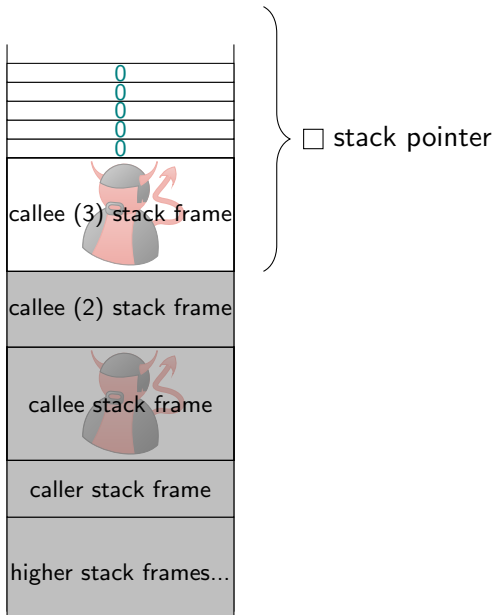 0
0
0
0
0
□ stack pointer
callee (3) stack frame
callee (2) stack frame
callee stack frame
caller stack frame
higher stack frames...